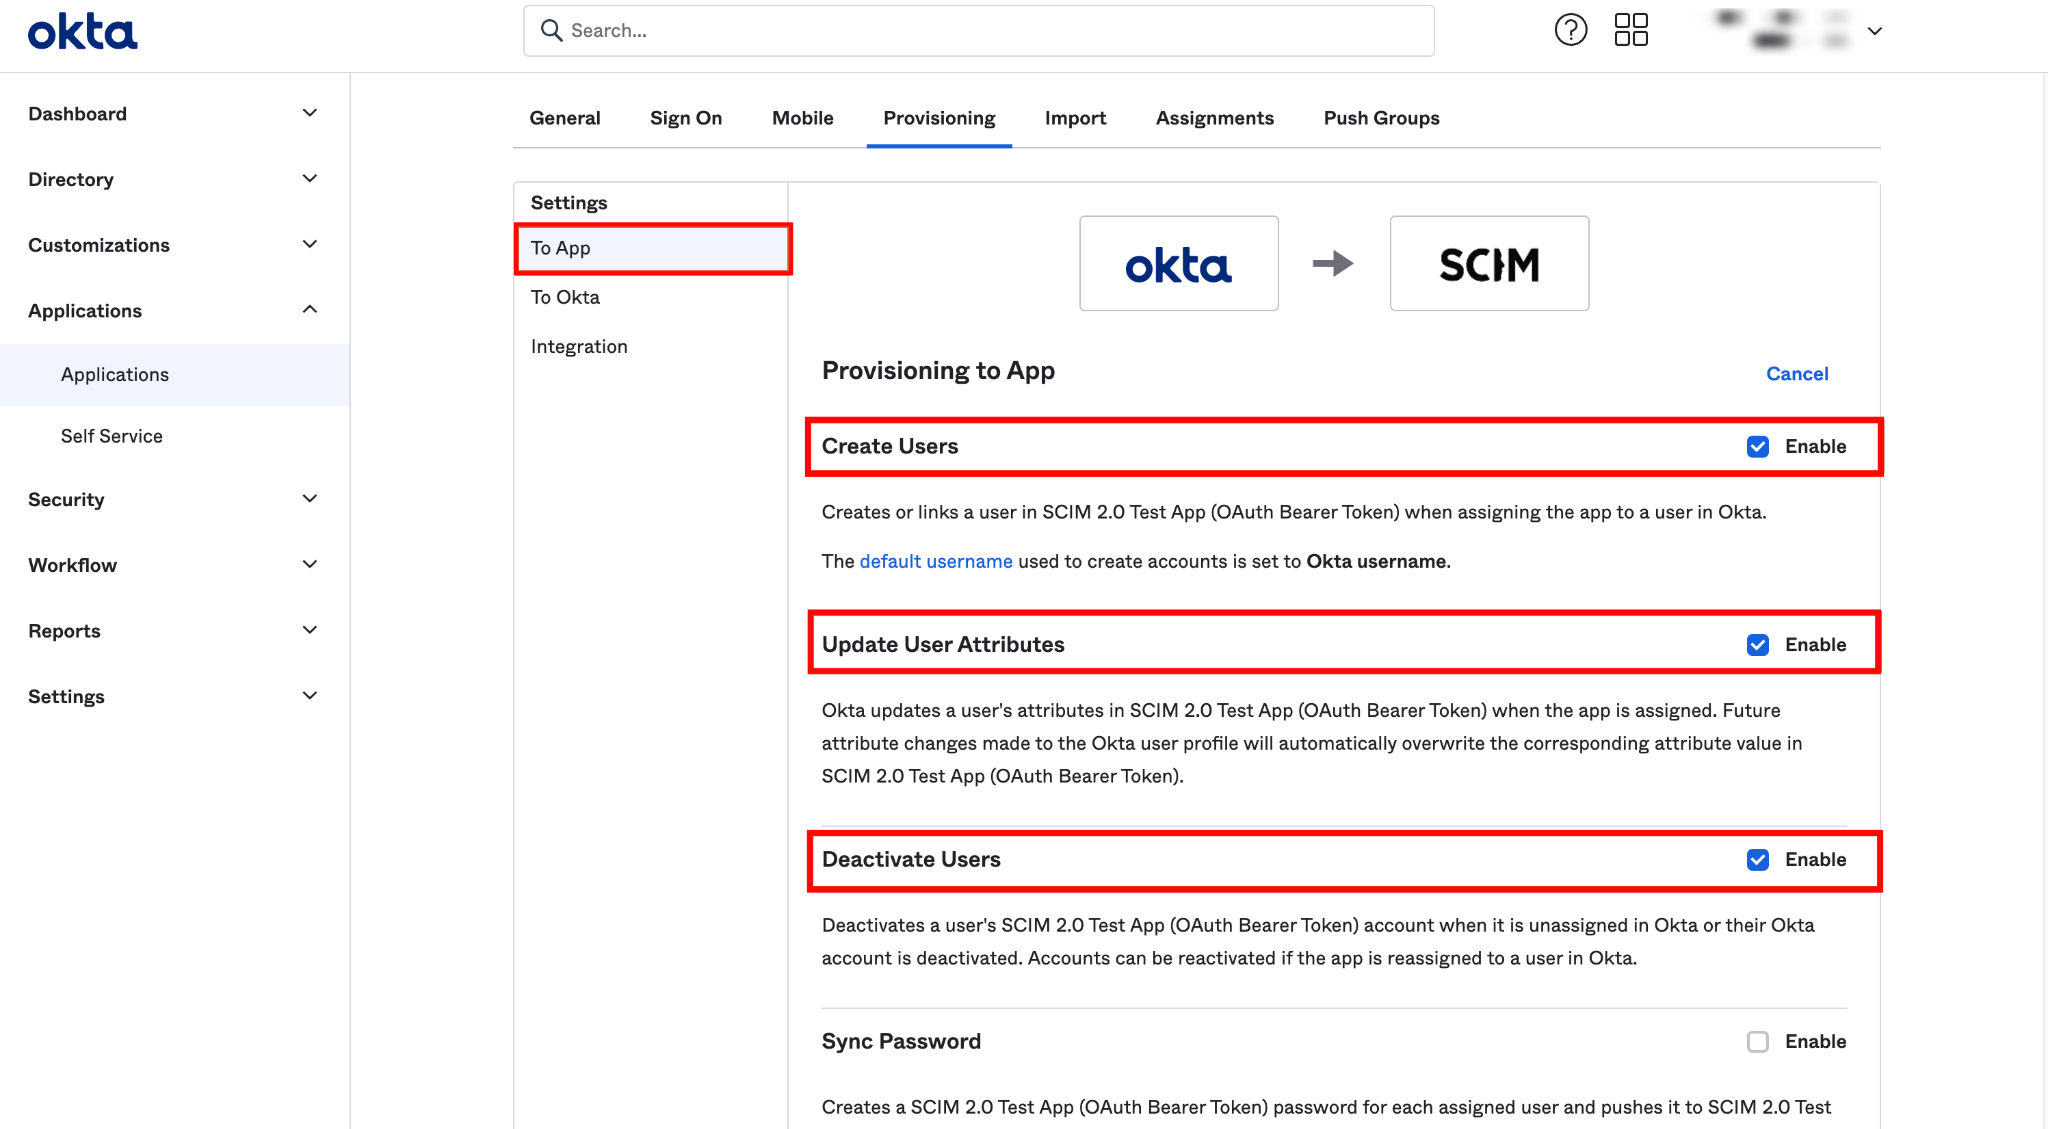 okta
Search...
Dashboard
Directory
Customizations
Applications
Applications
Self Service
Security
Workflow
Reports
Settings
General Sign On Mobile Provisioning Import Assignments Push Groups
Settings
To App
To Okta
Integration
okta SCIM
Provisioning to App Cancel
Create Users Enable
Creates or links a user in SCIM 2.0 Test App (OAuth Bearer Token) when assigning the app to a user in Okta.
The default username used to create accounts is set to Okta username.
Update User Attributes Enable
Okta updates a user's attributes in SCIM 2.0 Test App (OAuth Bearer Token) when the app is assigned. Future
attribute changes made to the Okta user profile will automatically overwrite the corresponding attribute value in
SCIM 2.0 Test App (OAuth Bearer Token).
Deactivate Users Enable
Deactivates a user's SCIM 2.0 Test App (OAuth Bearer Token) account when it is unassigned in Okta or their Okta
account is deactivated. Accounts can be reactivated if the app is reassigned to a user in Okta.
Sync Password Enable
Creates a SCIM 2.0 Test App (OAuth Bearer Token) password for each assigned user and pushes it to SCIM 2.0 Test